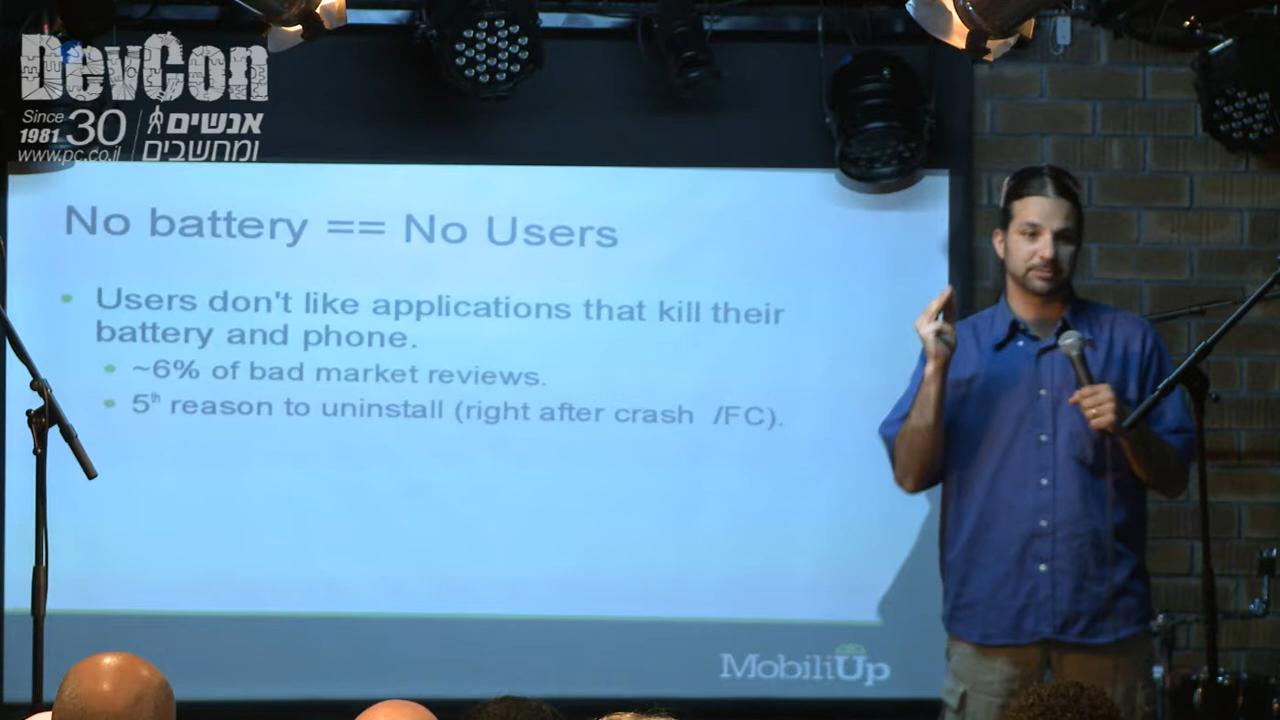 DevCon
Since 1981 30
www.pc.co.il
אנשים
ומחשבים
No battery == No Users
Users don't like applications that kill their
battery and phone.
~6% of bad market reviews.
5th reason to uninstall (right after crash /FC).
MobiliUp